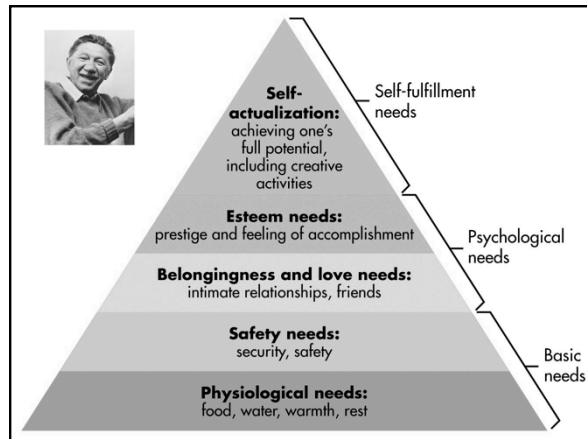 Self-
actualization:
achieving one's
full potential,
including creative
activities
Esteem needs:
prestige and feeling of accomplishment
Belongingness and love needs:
intimate relationships, friends
Safety needs:
security, safety
Physiological needs:
food, water, warmth, rest
Self-fulfillment
needs
Psychological
needs
Basic
needs